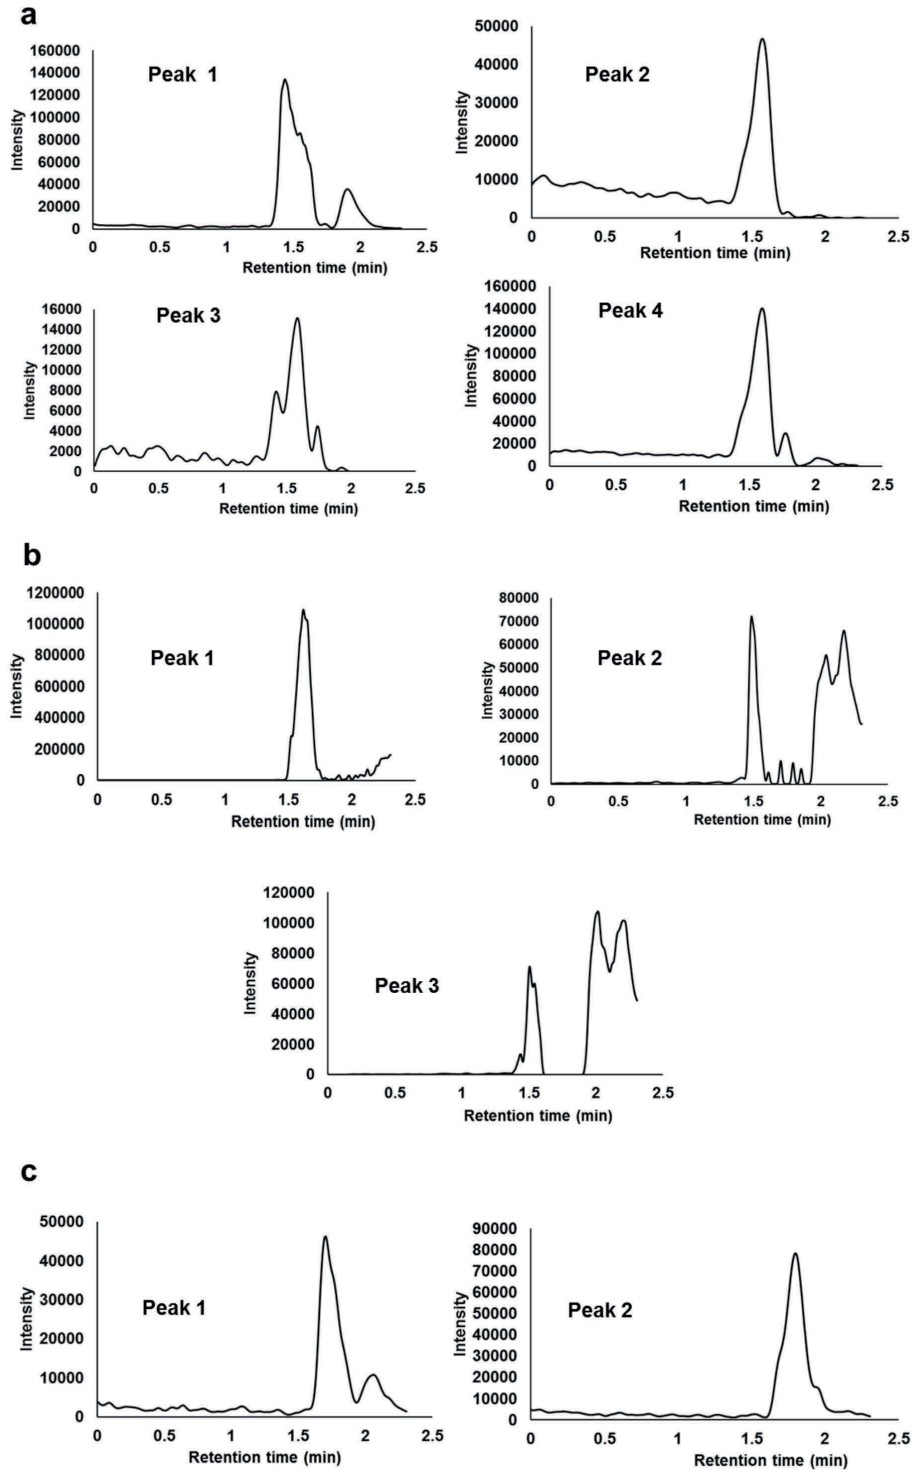 a
Peak 1
160000
140000
120000
100000
80000
60000
40000
20000
0
Intensity
0 0.5 1 1.5 2 2.5
Retention time (min)
Peak 2
50000
40000
30000
20000
10000
0
Intensity
0 0.5 1 1.5 2 2.5
Retention time (min)
Peak 3
16000
14000
12000
10000
8000
6000
4000
2000
0
Intensity
0 0.5 1 1.5 2 2.5
Retention time (min)
Peak 4
160000
140000
120000
100000
80000
60000
40000
20000
0
Intensity
0 0.5 1 1.5 2 2.5
Retention time (min)
b
Peak 1
1200000
1000000
800000
600000
400000
200000
0
Intensity
0 0.5 1 1.5 2 2.5
Retention time (min)
Peak 2
80000
70000
60000
50000
40000
30000
20000
10000
0
Intensity
0 0.5 1 1.5 2 2.5
Retention time (min)
Peak 3
120000
100000
80000
60000
40000
20000
0
Intensity
0 0.5 1 1.5 2 2.5
Retention time (min)
c
Peak 1
50000
40000
30000
20000
10000
0
Intensity
0 0.5 1 1.5 2 2.5
Retention time (min)
Peak 2
90000
80000
70000
60000
50000
40000
30000
20000
10000
0
Intensity
0 0.5 1 1.5 2 2.5
Retention time (min)